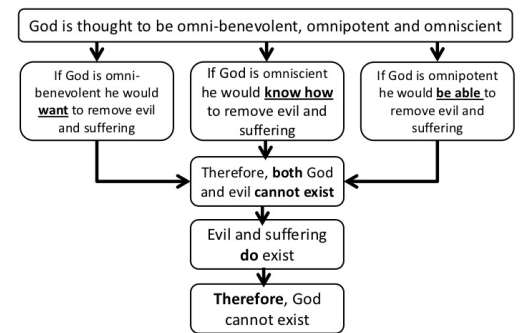 God is thought to be omni-benevolent, omnipotent and omniscient
If God is omni-
benevolent he would
want to remove evil
and suffering
If God is omniscient
he would know how
to remove evil and
suffering
If God is omnipotent
he would be able to
remove evil and
suffering
Therefore, both God
and evil cannot exist
Evil and suffering
do exist
Therefore, God
cannot exist